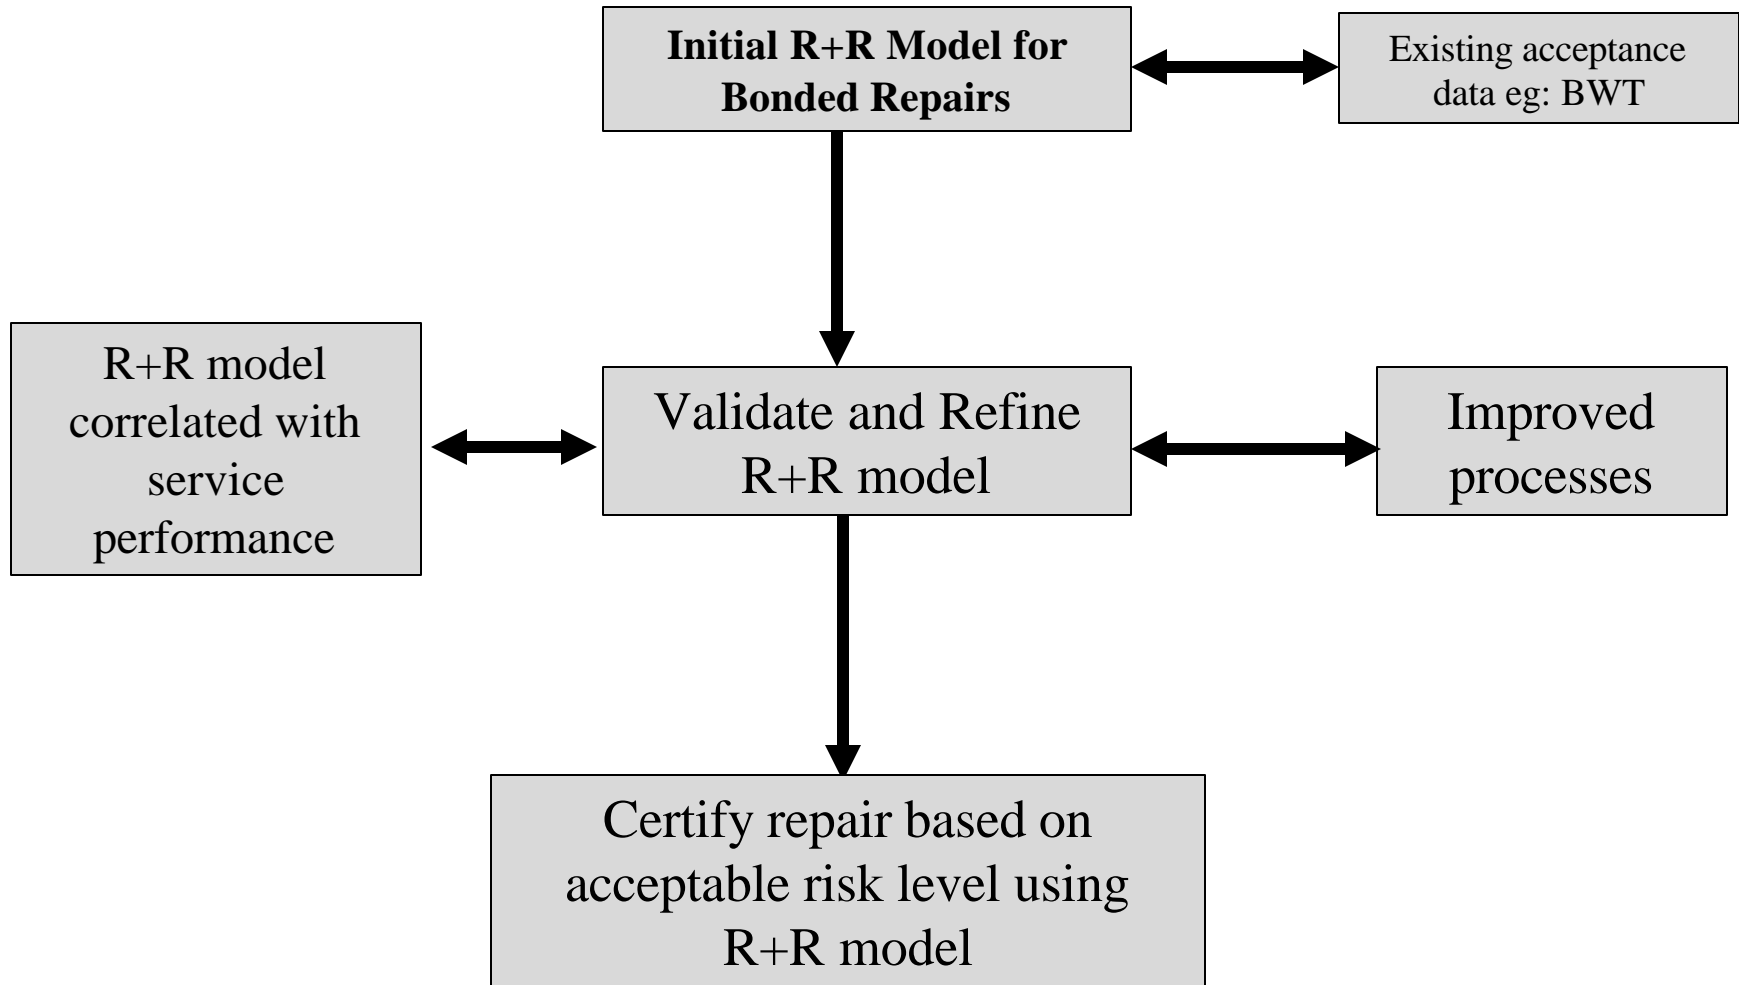 Initial R+R Model for
Bonded Repairs
Existing acceptance
data eg: BWT
R+R model
correlated with
service
performance
Validate and Refine
R+R model
Improved
processes
Certify repair based on
acceptable risk level using
R+R model